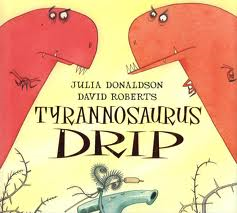 JULIA DONALDSON
DAVID ROBERTS
TYRANNOSAURUS
DRIP